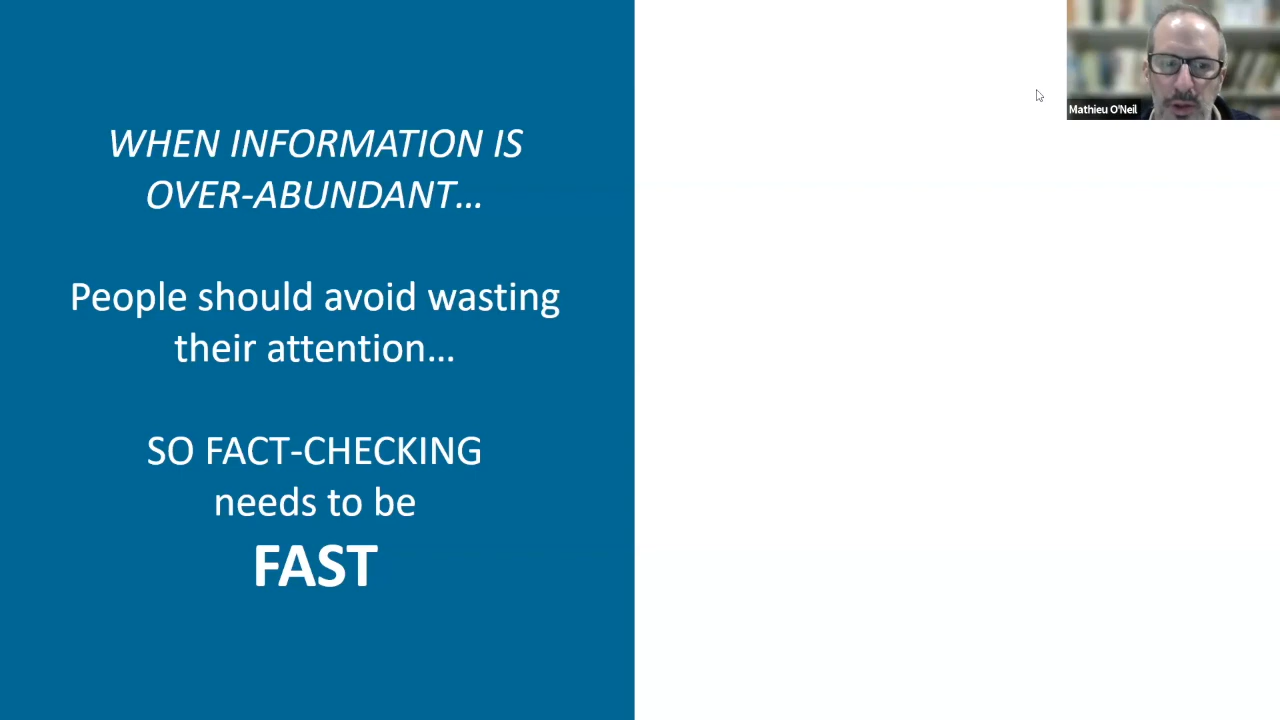 WHEN INFORMATION IS
OVER-ABUNDANT…
People should avoid wasting
their attention…
SO FACT-CHECKING
needs to be
FAST
Mathieu O'Neil